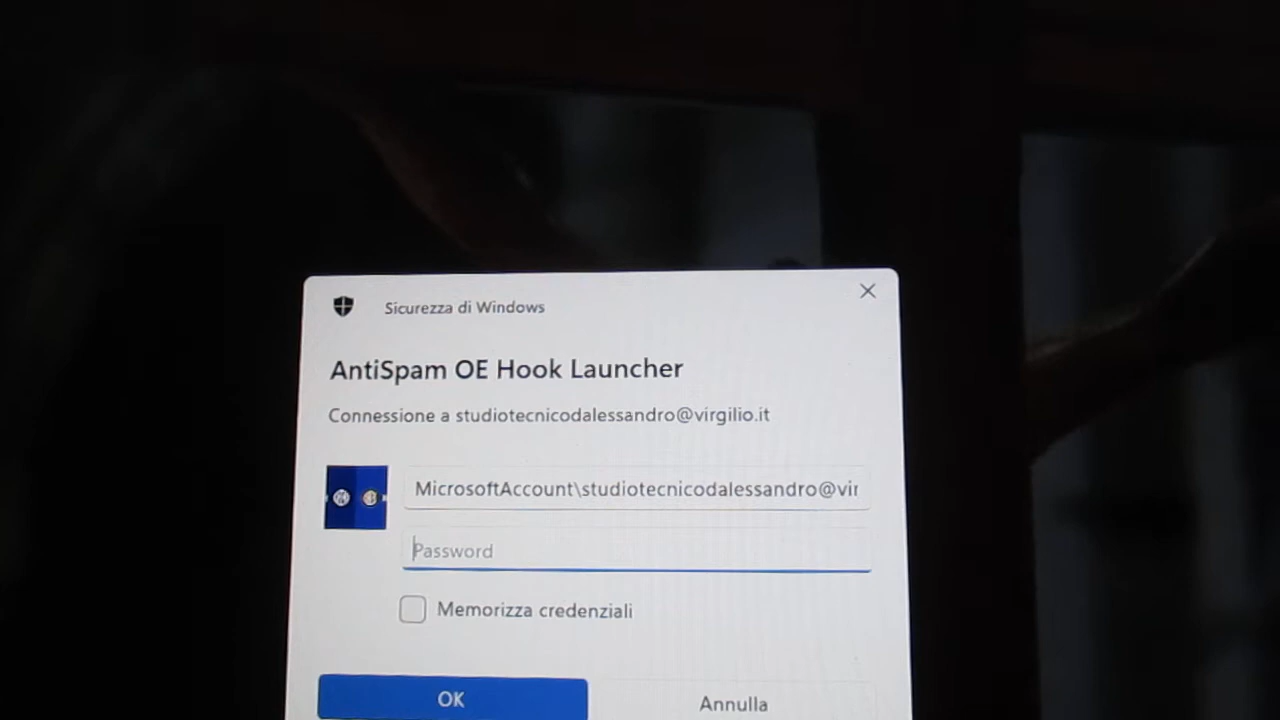 Sicurezza di Windows
AntiSpam OE Hook Launcher
Connessione a studiotecnicodalessandro@virgilio.it
MicrosoftAccount\studiotecnicodalessandro@vir
Password
Memorizza credenziali
OK
Annulla